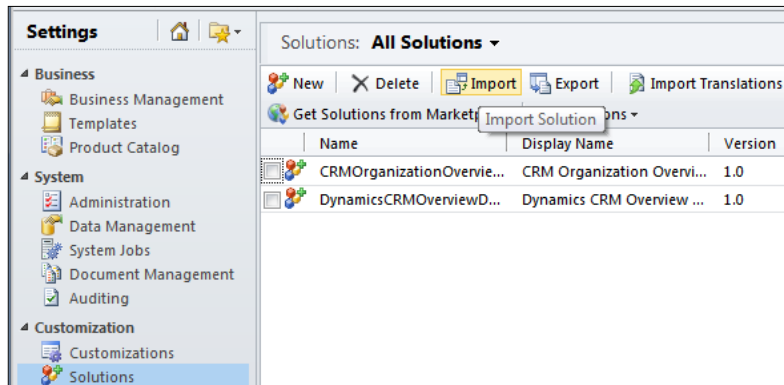 Settings
Business
Business Management
Templates
Product Catalog
System
Administration
Data Management
System Jobs
Document Management
Auditing
Customization
Customizations
Solutions
Solutions: All Solutions
New Delete Import Export Import Translations
Get Solutions from Marketp ons
Import Solution
Name Display Name Version
CRMOrganizationOvervie... CRM Organization Overvi... 1.0
DynamicsCRMOverviewD... Dynamics CRM Overview ... 1.0